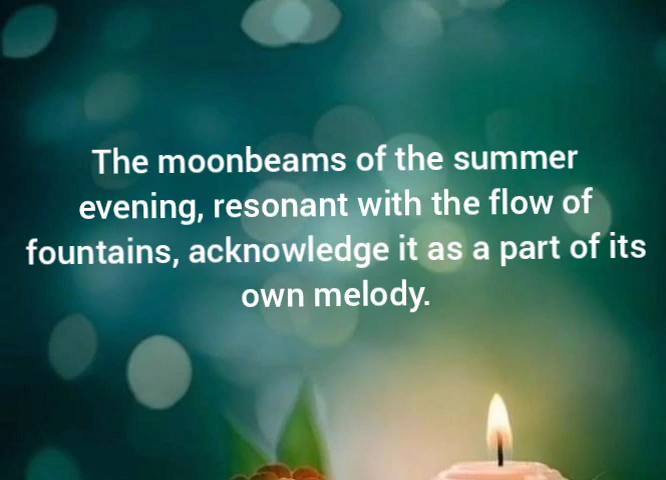 The moonbeams of the summer
evening, resonant with the flow of
fountains, acknowledge it as a part of its
own melody.